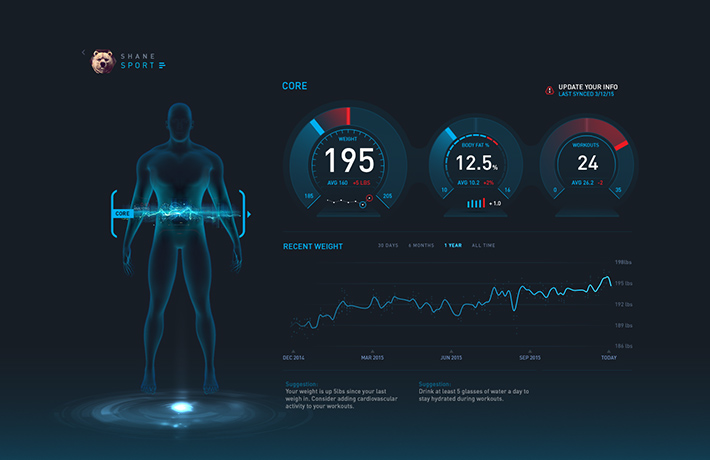 SHANE
SPORT
CORE
UPDATE YOUR INFO
LAST SYNCED 3/12/15
WEIGHT
195
AVG 160 +5 LBS
185 205
BODY FAT %
12.5%
AVG 10.2 +2%
10 16
+ 1.0
WORKOUTS
24
AVG 26.2 -2
0 35
CORE
RECENT WEIGHT
30 DAYS 6 MONTHS 1 YEAR ALL TIME
198lbs
195 lbs
192 lbs
189 lbs
186 lbs
DEC 2014 MAR 2015 JUN 2015 SEP 2015 TODAY
Suggestion:
Your weight is up 5lbs since your last
weigh in. Consider adding cardiovascular
activity to your workouts.
Suggestion:
Drink at least 5 glasses of water a day to
stay hydrated during workouts.